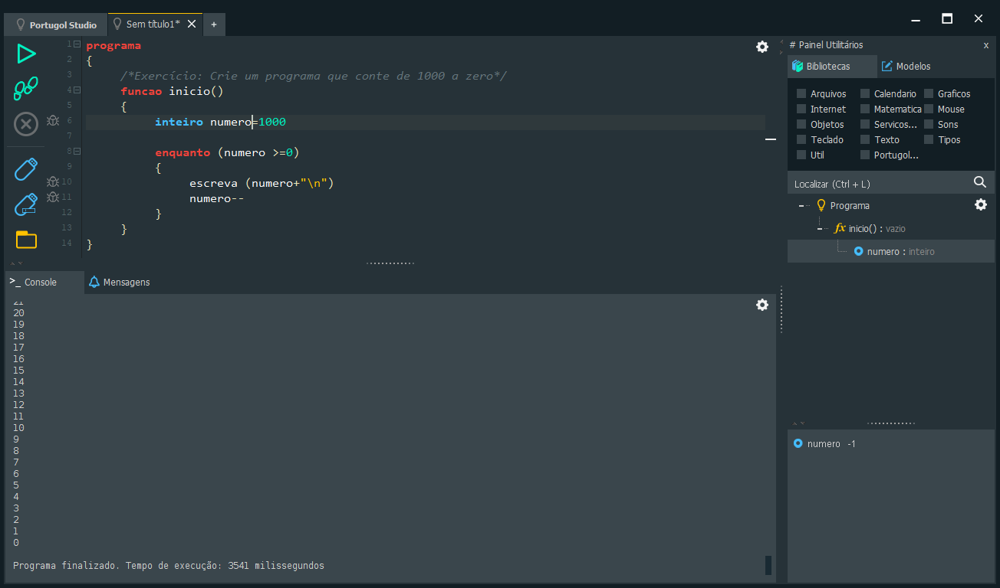 Portugol Studio
Sem título1*
+
1 programa
2 {
3 /*Exercício: Crie um programa que conte de 1000 a zero*/
4 funcao inicio()
5 {
6 inteiro numero=1000
7
8 enquanto (numero >=0)
9 {
10 escreva (numero+"\n")
11 numero--
12 }
13 }
14 }
>_ Console
Mensagens
21
20
19
18
17
16
15
14
13
12
11
10
9
8
7
6
5
4
3
2
1
0
Programa finalizado. Tempo de execução: 3541 milissegundos
# Painel Utilitários x
Bibliotecas Modelos
Arquivos Calendario Graficos
Internet Matematica Mouse
Objetos Servicos... Sons
Teclado Texto Tipos
Util Portugol...
Localizar (Ctrl + L)
Programa
fx inicio() : vazio
numero : inteiro
numero -1